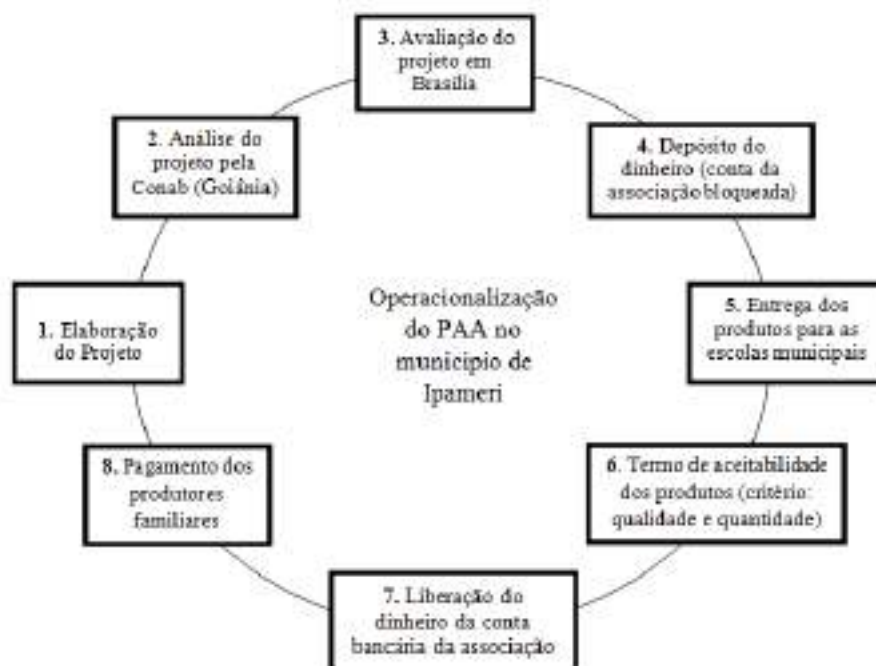 3. Avaliação do
projeto em
Brasília
2. Análise do
projeto pela
Conab (Goiânia)
4. Depósito do
dinheiro (conta da
associação bloqueada)
1. Elaboração
do Projeto
Operacionalização
do PAA no
município de
Ipameri
5. Entrega dos
produtos para as
escolas municipais
8. Pagamento dos
produtores
familiares
6. Termo de aceitabilidade
dos produtos (critério:
qualidade e quantidade)
7. Liberação do
dinheiro da conta
bancária da associação